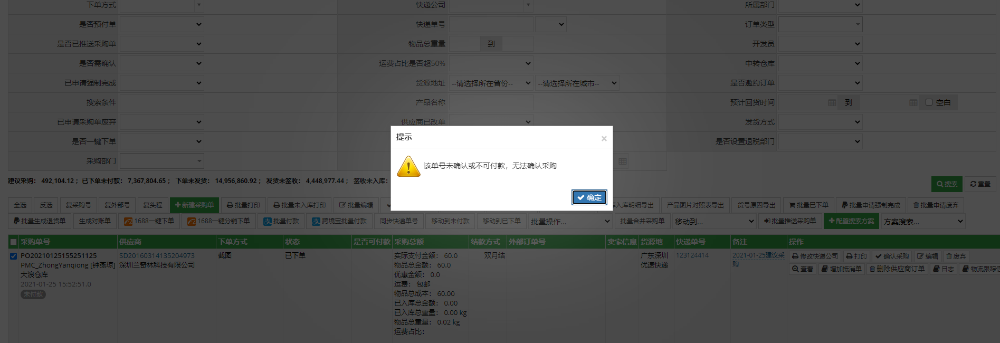 下单方式 快递公司 所属部门
是否预付单 快递单号 订单类型
是否已推送采购单 物品总重量 到 开发员
是否需确认 运费占比是否超50% 中转仓库
已申请强制完成 货源地址 --请选择所在省份-- --请选择所在城市-- 是否邀约订单
搜索条件 产品名称 预计回货时间 到 空白
已申请采购单废弃 供应商已改单 发货方式
是否一键下单 是否设置退税部门
采购部门
提示
×
该单号未确认或不可付款，无法确认采购
确定
建议采购： 492,104.12； 已下单未付款： 7,367,804.65； 下单未发货： 14,956,860.92； 发货未签收： 4,448,977.44； 签收未入库：
搜索 重置
全选 反选 复采购号 复外部号 复头程 新建采购单 批量打印 批量未入库打印 批量编辑 入库明细导出 产品图片对照表导出 货号原因导出 批量已下单 批量申请强制完成 批量申请废弃
批量生成退货单 生成对账单 1688一键下单 1688一键分销下单 批量付款 跨境宝批量付款 同步快递单号 移动到未付款 移动到已下单 批量操作... 批量合并采购单 移动到... 批量推送采购单 配置搜索方案 方案搜索...
采购单号 供应商 下单方式 状态 是否可付款 采购总额 结款方式 外部订单号 卖家信息 货源地 快递单号 备注 操作
PO20210125155251125 SD20160314135204973 截图 已下单 实际支付金额： 60.0 双月结 广东深圳 123124414 2021-01-25建议采 修改快递公司 打印 确认采购 编辑 废弃
PMC_ZhongYanqiong [钟燕琼] 深圳兰奇林科技有限公司 物品总金额： 60.0 优速快递 购 查看 增加抵消单 删除供应商订单 日志 物流跟踪信
大浪仓库 优惠金额： 0.0
2021-01-25 15:52:51.0 运费： 包邮
未付款 物品总成本： 60.00
已入库总金额： 0.00
已入库总重量： 0.00 kg
物品总重量： 0.02 kg
运费占比：